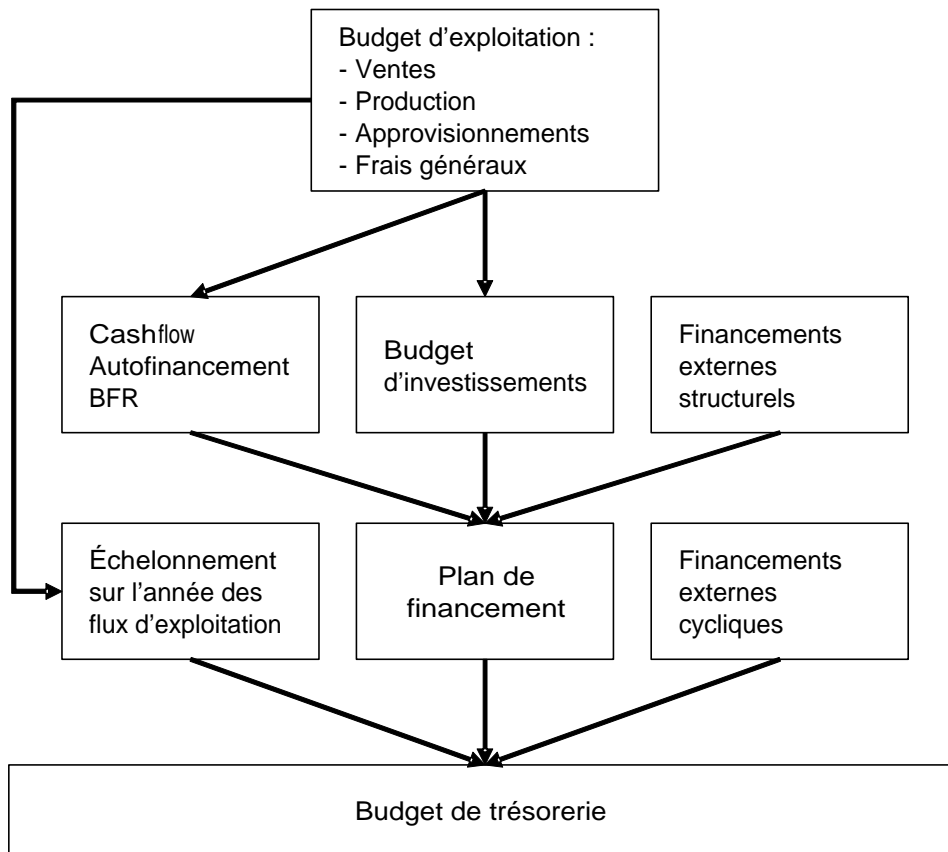 Budget d'exploitation :
- Ventes
- Production
- Approvisionnements
- Frais généraux
Cashflow
Autofinancement
BFR
Budget
d’investissements
Financements
externes
structurels
Échelonnement
sur l’année des
flux d’exploitation
Plan de
financement
Financements
externes
cycliques
Budget de trésorerie